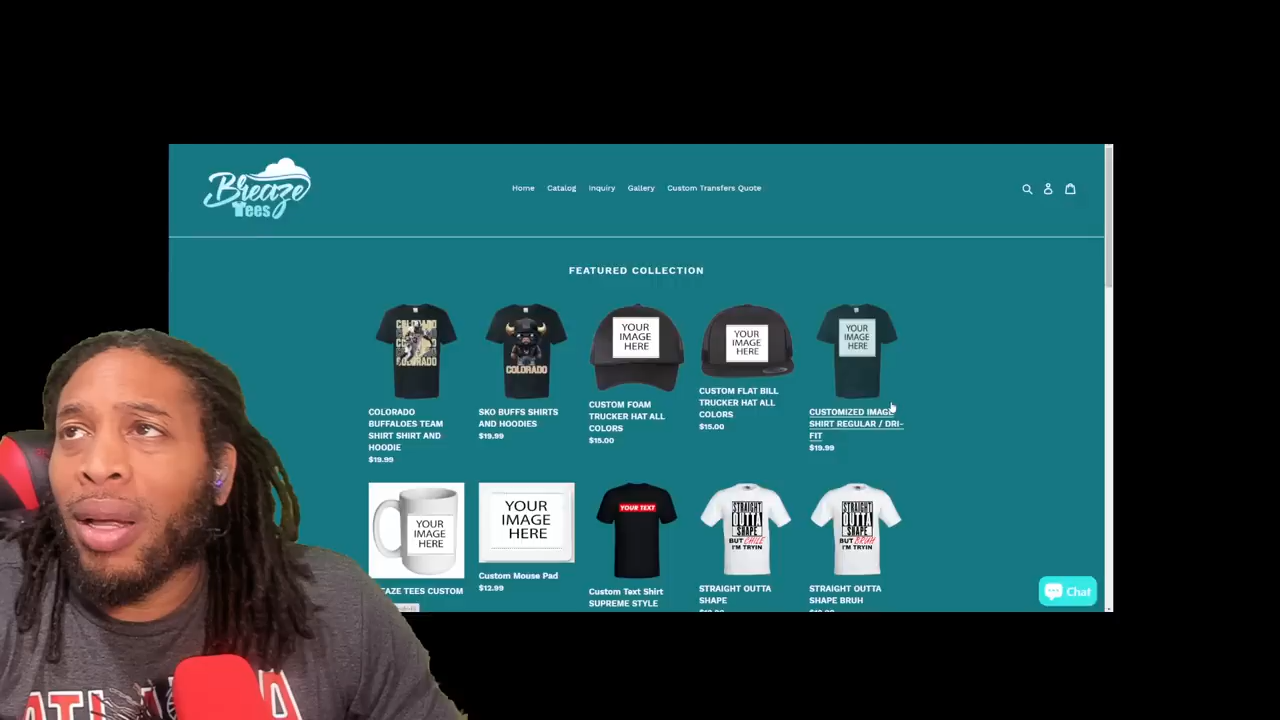 Breaze
Tees
Home Catalog Inquiry Gallery Custom Transfers Quote
FEATURED COLLECTION
COLORADO
COLORADO
YOUR
IMAGE
HERE
YOUR
IMAGE
HERE
YOUR
IMAGE
HERE
COLORADO
BUFFALOES TEAM
SHIRT SHIRT AND
HOODIE
$19.99
SKO BUFFS SHIRTS
AND HOODIES
$19.99
CUSTOM FOAM
TRUCKER HAT ALL
COLORS
$15.00
CUSTOM FLAT BILL
TRUCKER HAT ALL
COLORS
$15.00
CUSTOMIZED IMAGE
SHIRT REGULAR / DRI-
FIT
$19.99
YOUR
IMAGE
HERE
YOUR
IMAGE
HERE
YOUR TEXT
STRAIGHT
OUTTA
SHAPE
BUT CHILE
I'M TRYIN
STRAIGHT
OUTTA
SHAPE
BUT BRUH
I'M TRYIN
TEES CUSTOM
Custom Mouse Pad
$12.99
Custom Text Shirt
SUPREME STYLE
STRAIGHT OUTTA
SHAPE
STRAIGHT OUTTA
SHAPE BRUH
Chat